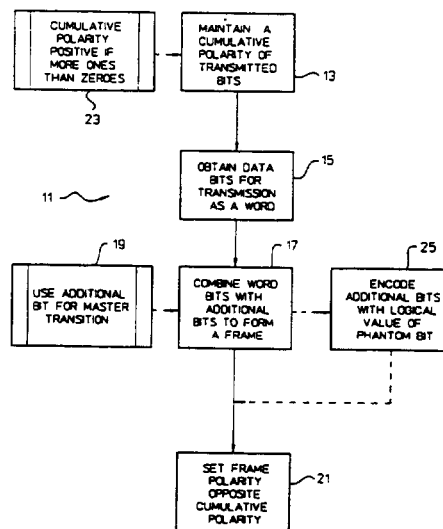 CUMULATIVE
POLARITY
POSITIVE IF
MORE ONES
THAN ZEROES
23
MAINTAIN A
CUMULATIVE
POLARITY OF
TRANSMITTED
BITS
13
OBTAIN DATA
BITS FOR
TRANSMISSION
AS A WORD
15
11
USE ADDITIONAL
BIT FOR MASTER
TRANSITION
19
COMBINE WORD
BITS WITH
ADDITIONAL
BITS TO FORM
A FRAME
17
ENCODE
ADDITIONAL BITS
WITH LOGICAL
VALUE OF
PHANTOM BIT
25
SET FRAME
POLARITY
OPPOSITE
CUMULATIVE
POLARITY
21